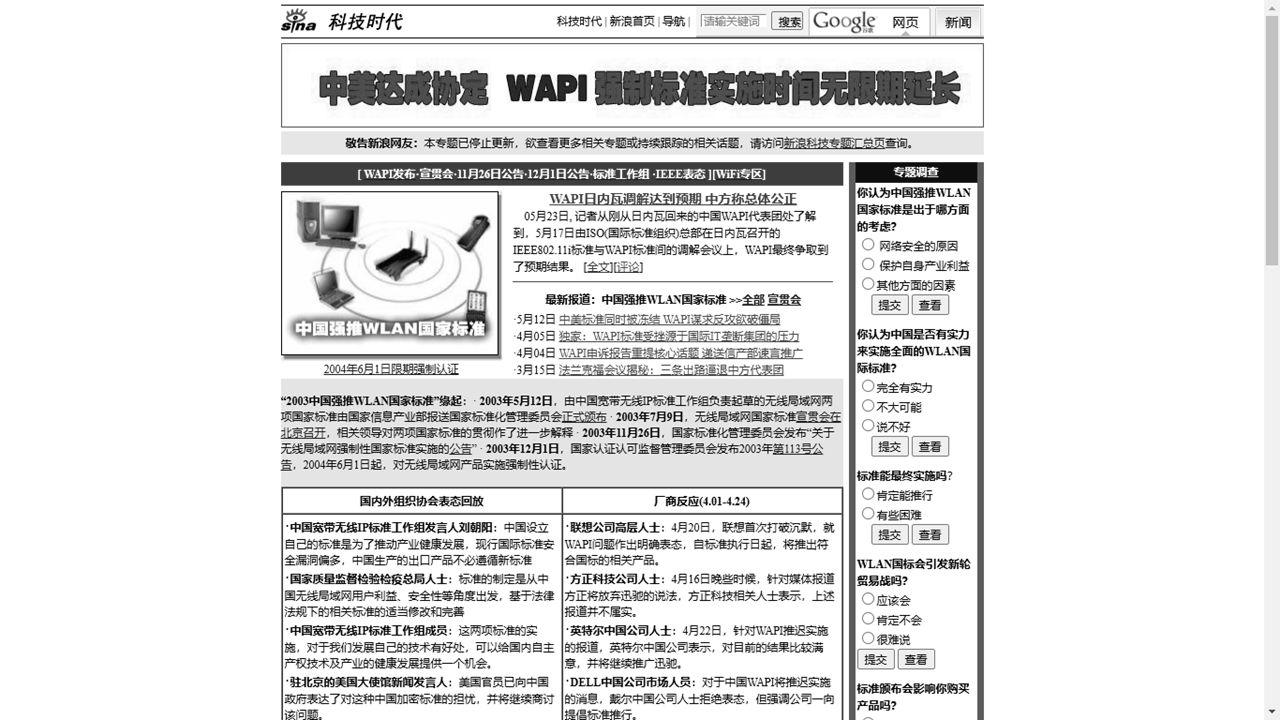 sina 科技时代
科技时代 | 新浪首页 | 导航 |
请输关键词
搜索
Google 谷歌
网页
新闻
中美达成协定 WAPI 强制标准实施时间无限期延长
敬告新浪网友：本专题已停止更新，欲查看更多相关专题或持续跟踪的相关话题，请访问新浪科技专题汇总页查询。
[ WAPI发布·宣贯会·11月26日公告·12月1日公告·标准工作组 ·IEEE表态 ][WiFi专区]
中国强推WLAN国家标准
2004年6月1日限期强制认证
WAPI日内瓦调解达到预期 中方称总体公正
05月23日, 记者从刚从日内瓦回来的中国WAPI代表团处了解
到，5月17日由ISO(国际标准组织)总部在日内瓦召开的
IEEE802.11i标准与WAPI标准间的调解会议上，WAPI最终争取到
了预期结果。 [全文][评论]
最新报道：中国强推WLAN国家标准 >>全部 宣贯会
·5月12日 中美标准同时被冻结 WAPI谋求反攻欲破僵局
·4月05日 独家：WAPI标准受挫源于国际IT垄断集团的压力
·4月04日 WAPI申诉报告重提核心话题 递送信产部谏言推广
·3月15日 法兰克福会议揭秘：三条出路逼退中方代表团
“2003中国强推WLAN国家标准”缘起：· 2003年5月12日，由中国宽带无线IP标准工作组负责起草的无线局域网两
项国家标准由国家信息产业部报送国家标准化管理委员会正式颁布 · 2003年7月9日，无线局域网国家标准宣贯会在
北京召开，相关领导对两项国家标准的贯彻作了进一步解释 · 2003年11月26日，国家标准化管理委员会发布“关于
无线局域网强制性国家标准实施的公告” · 2003年12月1日，国家认证认可监督管理委员会发布2003年第113号公
告，2004年6月1日起，对无线局域网产品实施强制性认证。
国内外组织协会表态回放
·中国宽带无线IP标准工作组发言人刘朝阳：中国设立
自己的标准是为了推动产业健康发展，现行国际标准安
全漏洞偏多，中国生产的出口产品不必遵循新标准
·国家质量监督检验检疫总局人士：标准的制定是从中
国无线局域网用户利益、安全性等角度出发，基于法律
法规下的相关标准的适当修改和完善
·中国宽带无线IP标准工作组成员：这两项标准的实
施，对于我们发展自己的技术有好处，可以给国内自主
产权技术及产业的健康发展提供一个机会。
·驻北京的美国大使馆新闻发言人：美国官员已向中国
政府表达了对这种中国加密标准的担忧，并将继续商讨
该问题。
厂商反应(4.01-4.24)
·联想公司高层人士：4月20日，联想首次打破沉默，就
WAPI问题作出明确表态，自标准执行日起，将推出符
合国标的相关产品。
·方正科技公司人士：4月16日晚些时候，针对媒体报道
方正将放弃迅驰的说法，方正科技相关人士表示，上述
报道并不属实。
·英特尔中国公司人士：4月22日，针对WAPI推迟实施
的报道，英特尔中国公司表示，对目前的结果比较满
意，并将继续推广迅驰。
·DELL中国公司市场人员：对于中国WAPI将推迟实施
的消息，戴尔中国公司人士拒绝表态，但强调公司一向
提倡标准推行。
专题调查
你认为中国强推WLAN
国家标准是出于哪方面
的考虑?
网络安全的原因
保护自身产业利益
其他方面的因素
提交 查看
你认为中国是否有实力
来实施全面的WLAN国
际标准?
完全有实力
不大可能
说不好
提交 查看
标准能最终实施吗?
肯定能推行
有些困难
提交 查看
WLAN国标会引发新轮
贸易战吗?
应该会
肯定不会
很难说
提交 查看
标准颁布会影响你购买
产品吗?